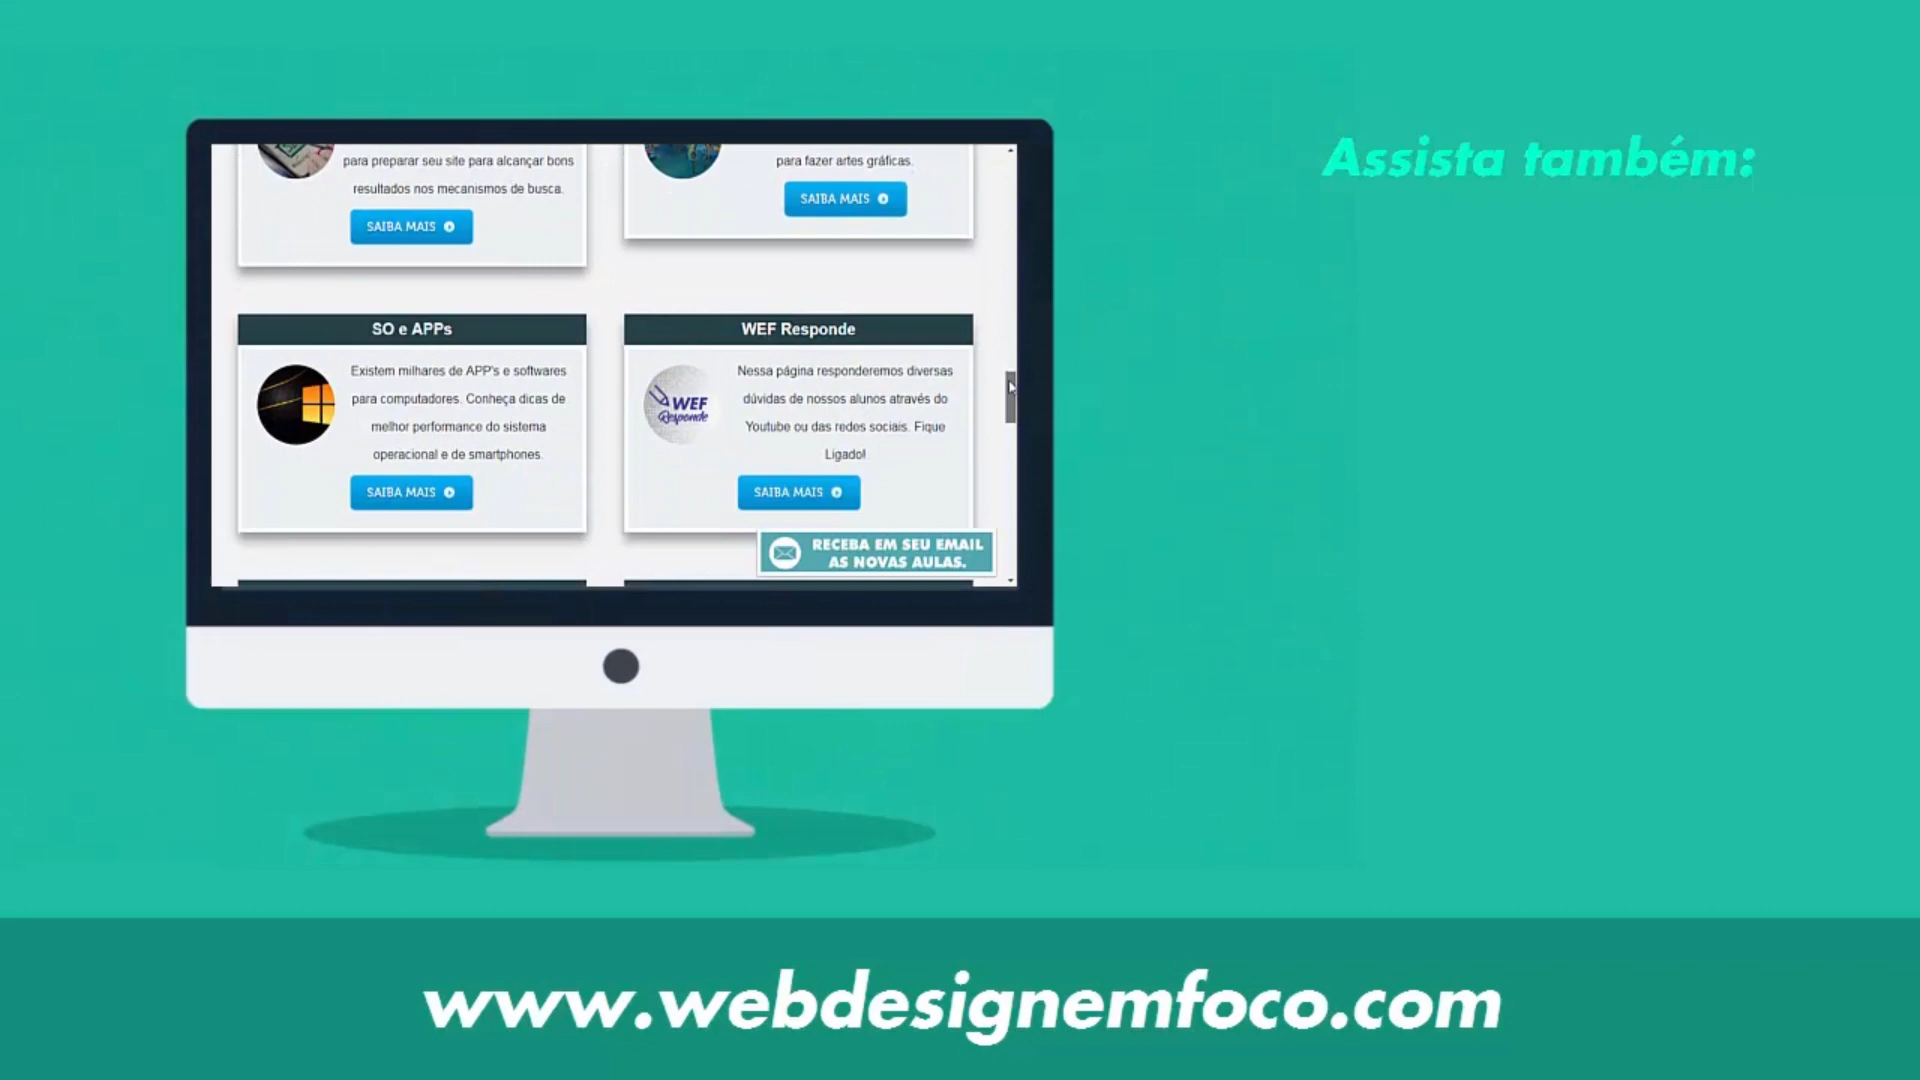 Assista também:
para preparar seu site para alcançar bons
resultados nos mecanismos de busca.
SAIBA MAIS
para fazer artes gráficas.
SAIBA MAIS
SO e APPs
Existem milhares de APP's e softwares
para computadores. Conheça dicas de
melhor performance do sistema
operacional e de smartphones.
SAIBA MAIS
WEF Responde
WEF
Responde
Nessa página responderemos diversas
dúvidas de nossos alunos através do
Youtube ou das redes sociais. Fique
Ligado!
SAIBA MAIS
RECEBA EM SEU EMAIL
AS NOVAS AULAS.
www.webdesignemfoco.com